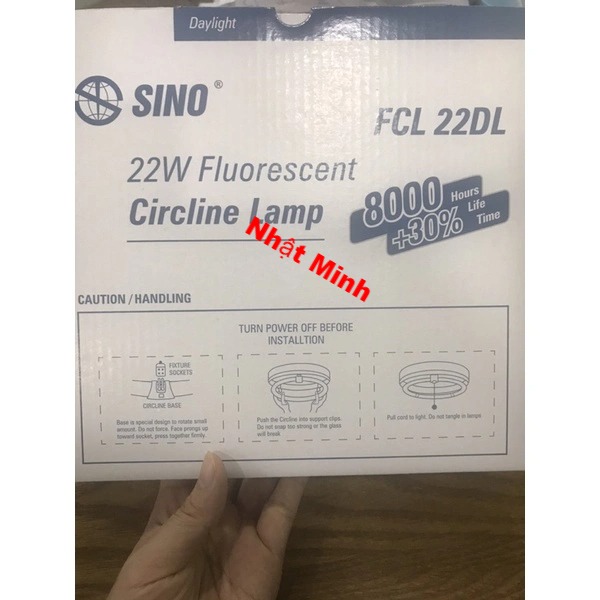 Daylight
SINO®
FCL 22DL
22W Fluorescent
Circline Lamp
8000 Hours
+30% Life
Time
Nhật Minh
CAUTION / HANDLING
TURN POWER OFF BEFORE
INSTALLTION
FIXTURE
SOCKETS
CIRCLINE BASE
Base is special design to rotate small
amount. Do not force. Face prongs up
toward socket, press together firmly.
Push the Circline into support clips.
Do not snap too strong or the glass
will break
Pull cord to light. Do not tangle in lamps